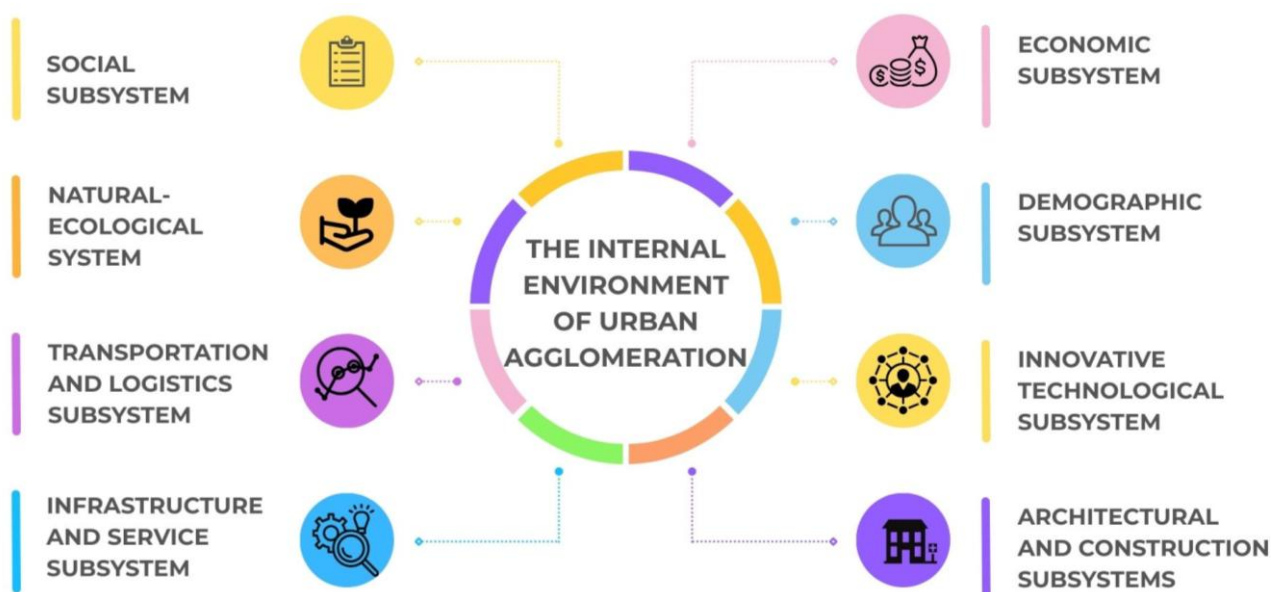 SOCIAL
SUBSYSTEM
NATURAL-
ECOLOGICAL
SYSTEM
TRANSPORTATION
AND LOGISTICS
SUBSYSTEM
INFRASTRUCTURE
AND SERVICE
SUBSYSTEM
THE INTERNAL
ENVIRONMENT
OF URBAN
AGGLOMERATION
ECONOMIC
SUBSYSTEM
$ $
DEMOGRAPHIC
SUBSYSTEM
INNOVATIVE
TECHNOLOGICAL
SUBSYSTEM
ARCHITECTURAL
AND CONSTRUCTION
SUBSYSTEMS